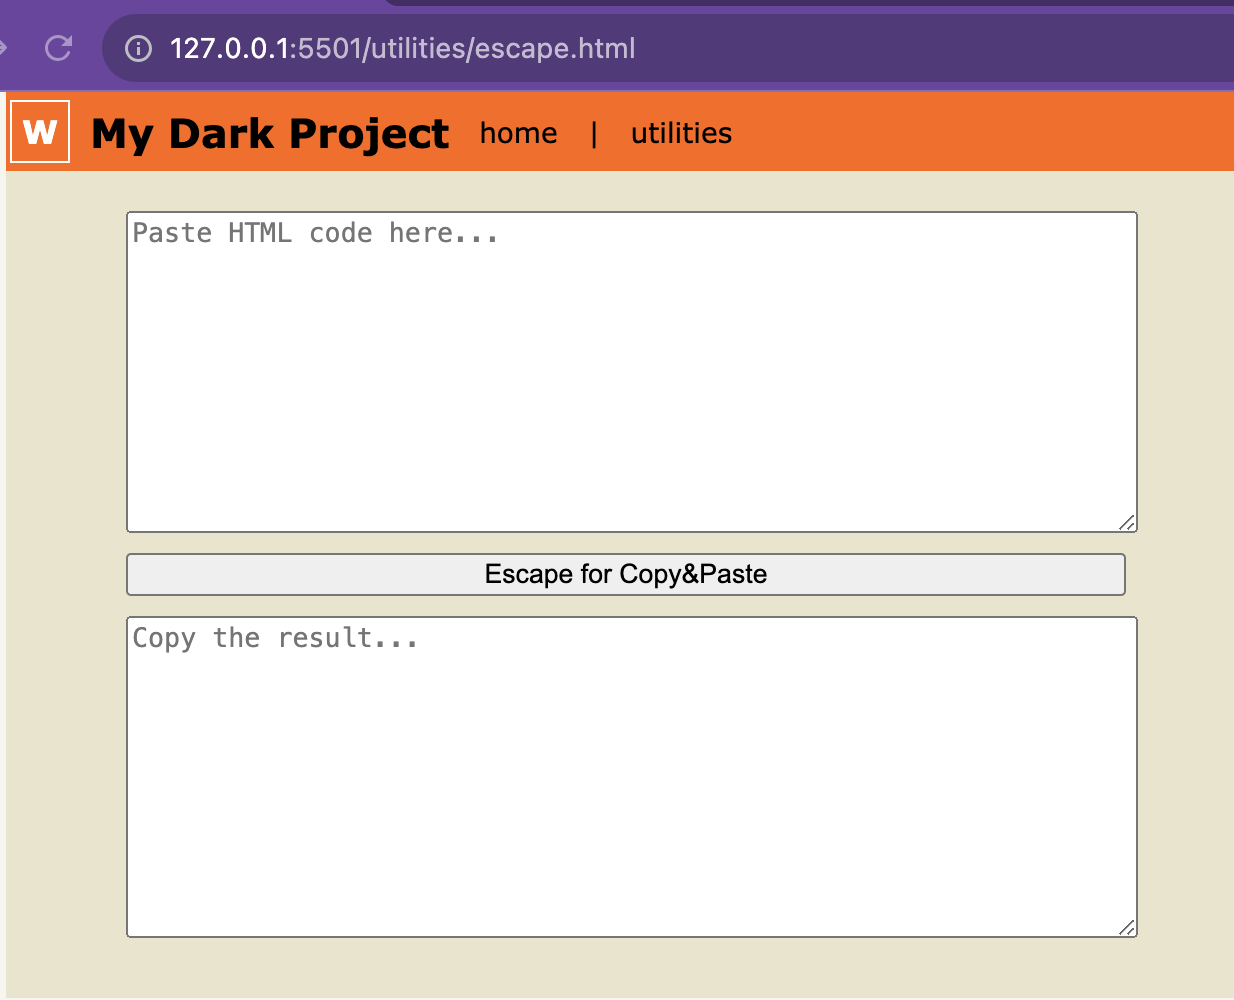 127.0.0.1:5501/utilities/escape.html
W My Dark Project home | utilities
Paste HTML code here...
Escape for Copy&Paste
Copy the result...